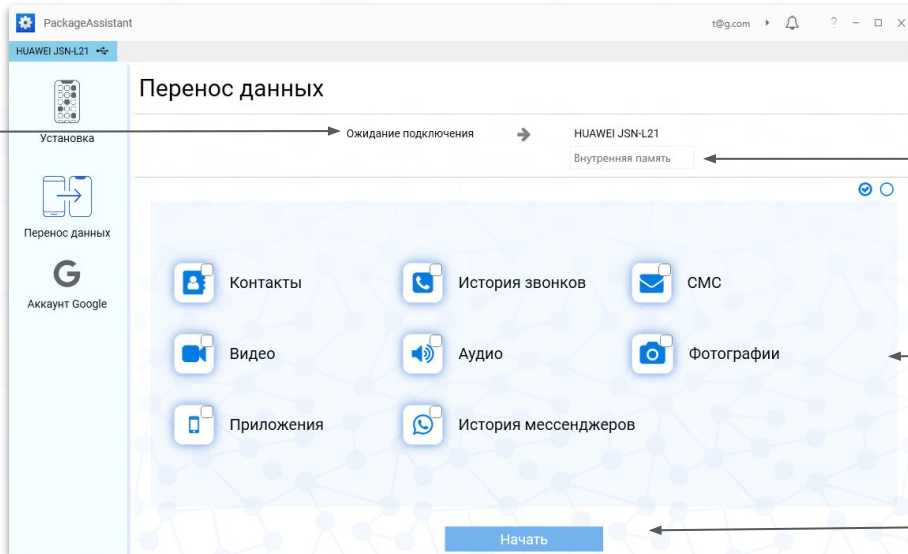 PackageAssistant
t@g.com
?
HUAWEI JSN-L21
Установка
Перенос данных
Аккаунт Google
Перенос данных
Ожидание подключения
HUAWEI JSN-L21
Внутренняя память
Контакты
История звонков
СМС
Видео
Аудио
Фотографии
Приложения
История мессенджеров
Начать